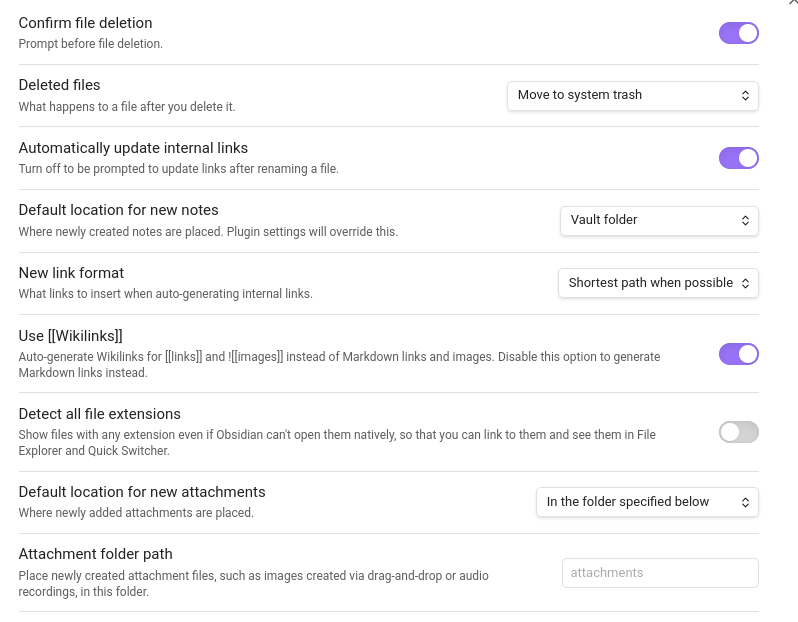 Confirm file deletion
Prompt before file deletion.
Deleted files
What happens to a file after you delete it.
Move to system trash
Automatically update internal links
Turn off to be prompted to update links after renaming a file.
Default location for new notes
Where newly created notes are placed. Plugin settings will override this.
Vault folder
New link format
What links to insert when auto-generating internal links.
Shortest path when possible
Use [[Wikilinks]]
Auto-generate Wikilinks for [[links]] and ![[images]] instead of Markdown links and images. Disable this option to generate
Markdown links instead.
Detect all file extensions
Show files with any extension even if Obsidian can't open them natively, so that you can link to them and see them in File
Explorer and Quick Switcher.
Default location for new attachments
Where newly added attachments are placed.
In the folder specified below
Attachment folder path
Place newly created attachment files, such as images created via drag-and-drop or audio
recordings, in this folder.
attachments